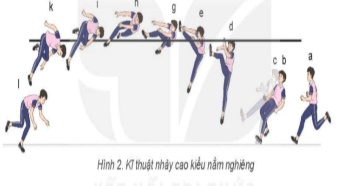 k i h g e d c b a
l
Hình 2. Kĩ thuật nhảy cao kiểu nằm nghiêng